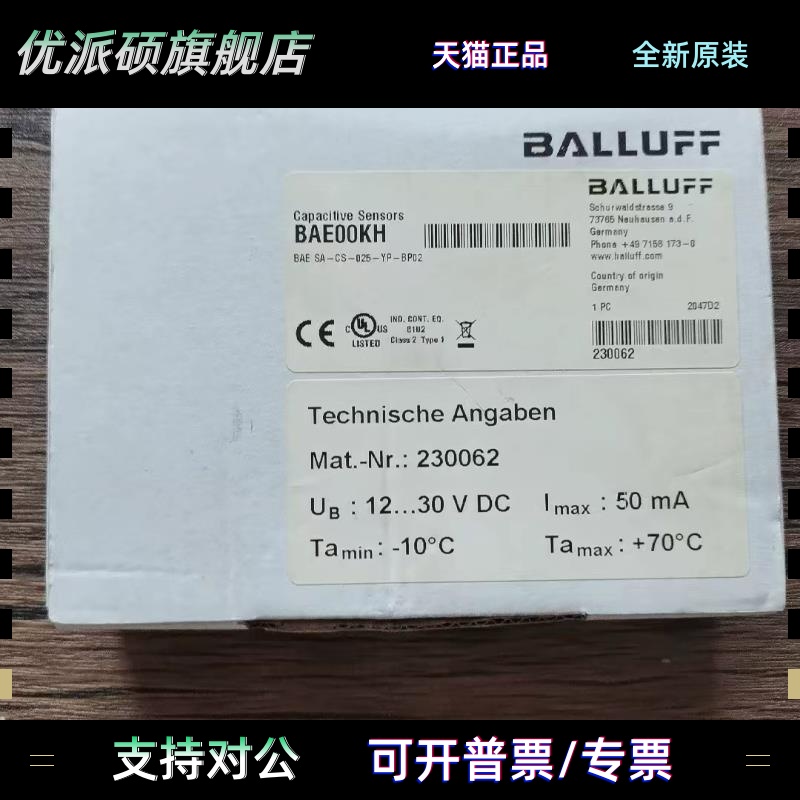 优派硕旗舰店
天猫正品
全新原装
BALLUFF
BALLUFF
Schurwaldstrasse 9
73765 Neuhausen a.d.F.
Germany
Phone +49 7158 173-0
www.balluff.com
Country of origin
Germany
1 PC 2047D2
230062
Capacitive Sensors
BAE00KH
BAE SA-CS-025-YP-BP02
CE
C UL US
LISTED
IND. CONT. EQ.
81U2
Class 2 Type 1
Technische Angaben
Mat.-Nr.: 230062
UB : 12...30 V DC Imax : 50 mA
Tamin : -10°C Tamax : +70°C
支持对公
可开普票/专票